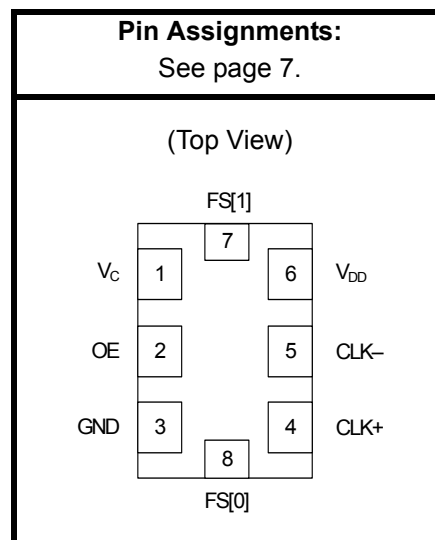 Pin Assignments:
See page 7.
(Top View)
FS[1]
7
VC 1 6 VDD
OE 2 5 CLK–
GND 3 4 CLK+
8
FS[0]